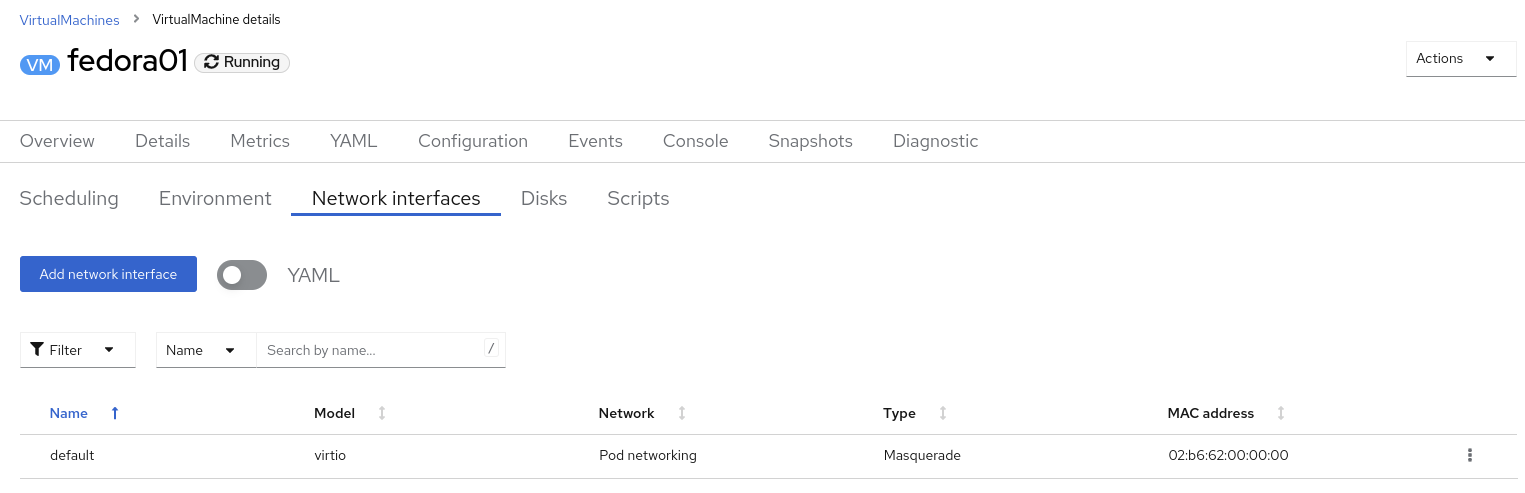 VirtualMachines > VirtualMachine details
VM fedora01 Running
Actions
Overview Details Metrics YAML Configuration Events Console Snapshots Diagnostic
Scheduling Environment Network interfaces Disks Scripts
Add network interface YAML
Filter Name Search by name... /
Name Model Network Type MAC address
default virtio Pod networking Masquerade 02:b6:62:00:00:00